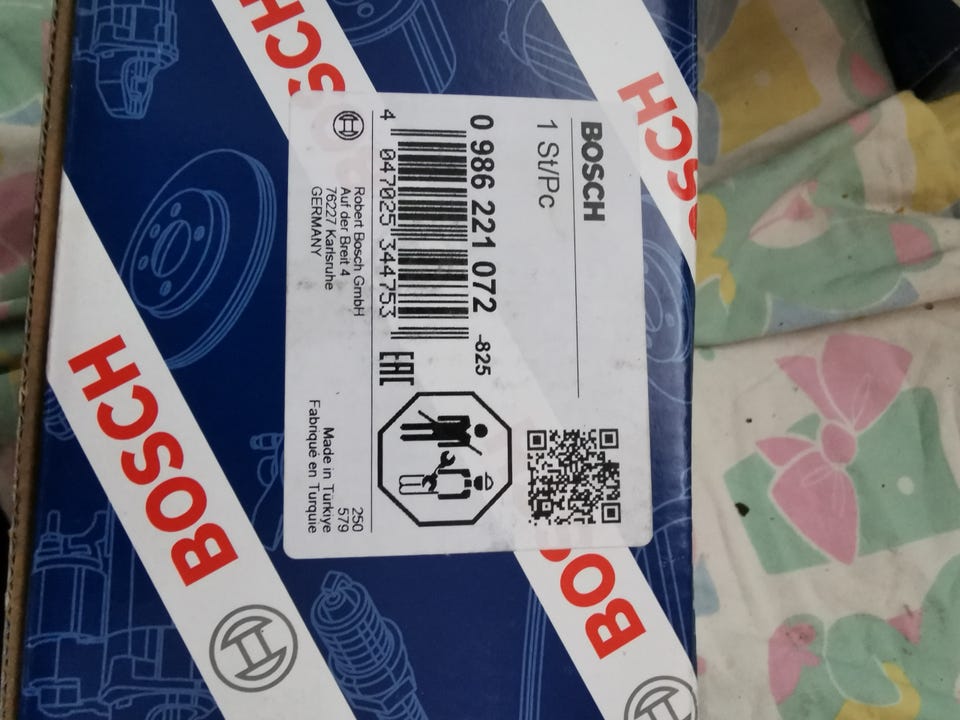 BOSCH
1 St/Pc
0 986 221 072 -825
4 047025 344753
EAC
Robert Bosch GmbH
Auf der Breit 4
76227 Karlsruhe
GERMANY
250
579
Made in Türkiye
Fabriqué en Turquie
BOSCH
BOSCH
BOSCH
BOSCH